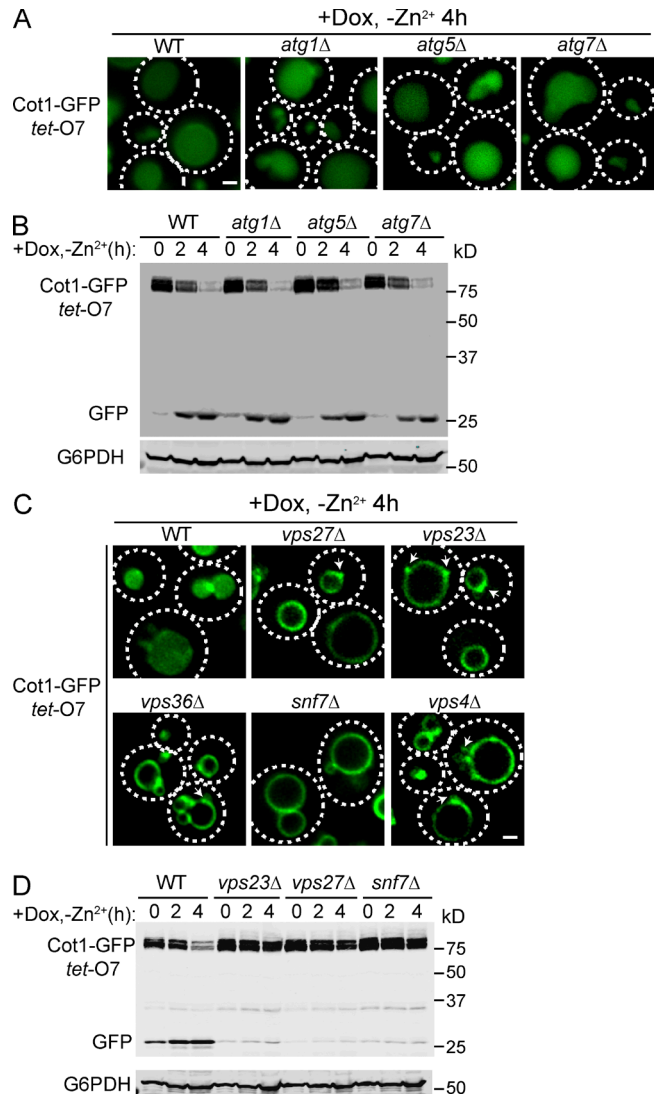 A
+Dox, -Zn²⁺ 4h
WT atg1Δ atg5Δ atg7Δ
Cot1-GFP
tet-O7
B
WT atg1Δ atg5Δ atg7Δ
+Dox,-Zn²⁺(h): 0 2 4 0 2 4 0 2 4 0 2 4 kD
Cot1-GFP
tet-O7
75
50
37
GFP
25
G6PDH
50
C
+Dox, -Zn²⁺ 4h
WT vps27Δ vps23Δ
Cot1-GFP
tet-O7
vps36Δ snf7Δ vps4Δ
D
WT vps23Δ vps27Δ snf7Δ
+Dox,-Zn²⁺(h): 0 2 4 0 2 4 0 2 4 0 2 4 kD
Cot1-GFP
tet-O7
75
50
37
GFP
25
G6PDH
50